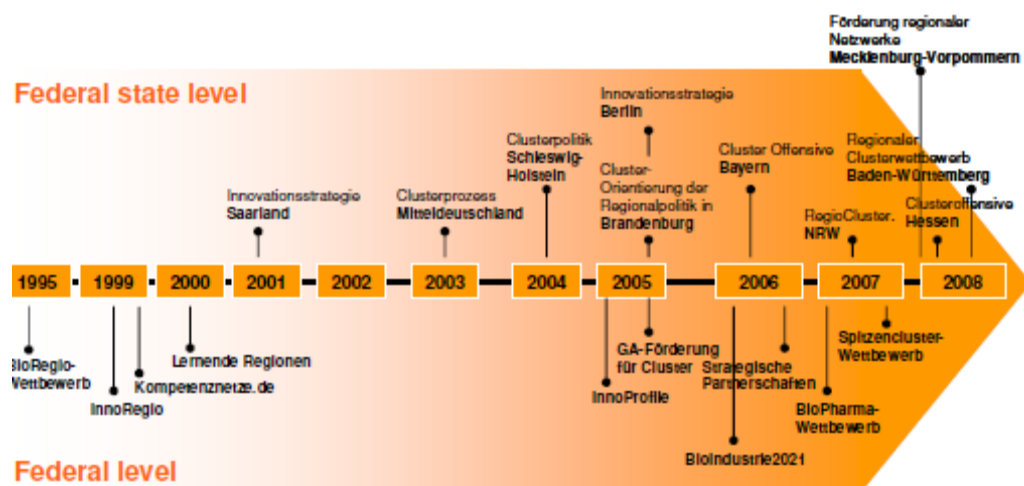 Förderung regionaler
Netzwerke
Mecklenburg-Vorpommern
Federal state level
Innovationsstrategie
Berlin
Clusterpolitik
Schleswig-
Holstein
Cluster Offensive
Bayern
Regionaler
Clusterwettbewerb
Baden-Württemberg
Cluster-
Orientierung der
Regionalpolitik in
Brandenburg
Innovationsstrategie
Saarland
Clusterprozess
Mitteldeutschland
RegioCluster.
NRW
Clusteroffensive
Hessen
1995 1999 2000 2001 2002 2003 2004 2005 2006 2007 2008
BioRegio-
Wettbewerb
Lernende Regionen
Kompetenznetze.de
InnoRegio
GA-Förderung
für Cluster
InnoProfile
Strategische
Partnerschaften
Spitzencluster-
Wettbewerb
BioPharma-
Wettbewerb
BioIndustrie2021
Federal level